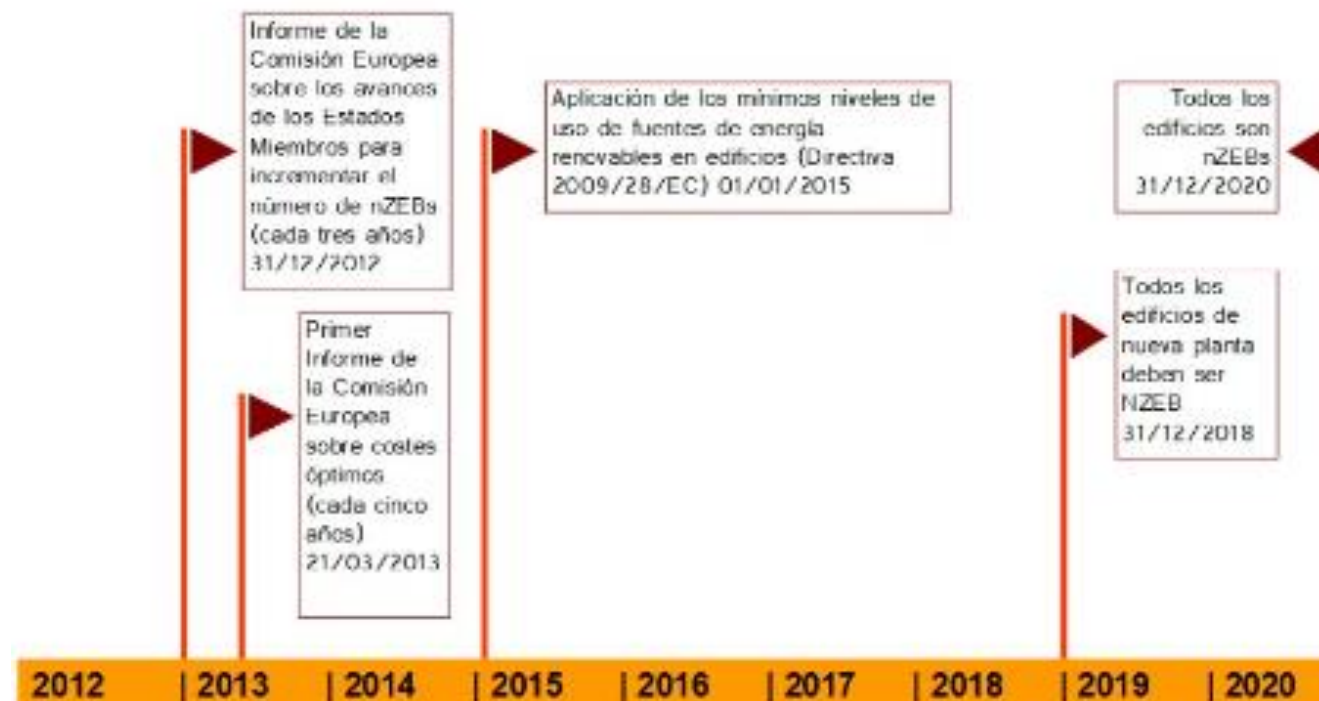 Informe de la
Comisión Europea
sobre los avances
de los Estados
Miembros para
incrementar el
número de nZEBs
(cada tres años)
31/12/2012
Primer
Informe de
la Comisión
Europea
sobre costes
óptimos
(cada cinco
años)
21/03/2013
Aplicación de los mínimos niveles de
uso de fuentes de energía
renovables en edificios (Directiva
2009/28/EC) 01/01/2015
Todos los
edificios son
nZEBs
31/12/2020
Todos los
edificios de
nueva planta
deben ser
NZEB
31/12/2018
2012 | 2013 | 2014 | 2015 | 2016 | 2017 | 2018 | 2019 | 2020